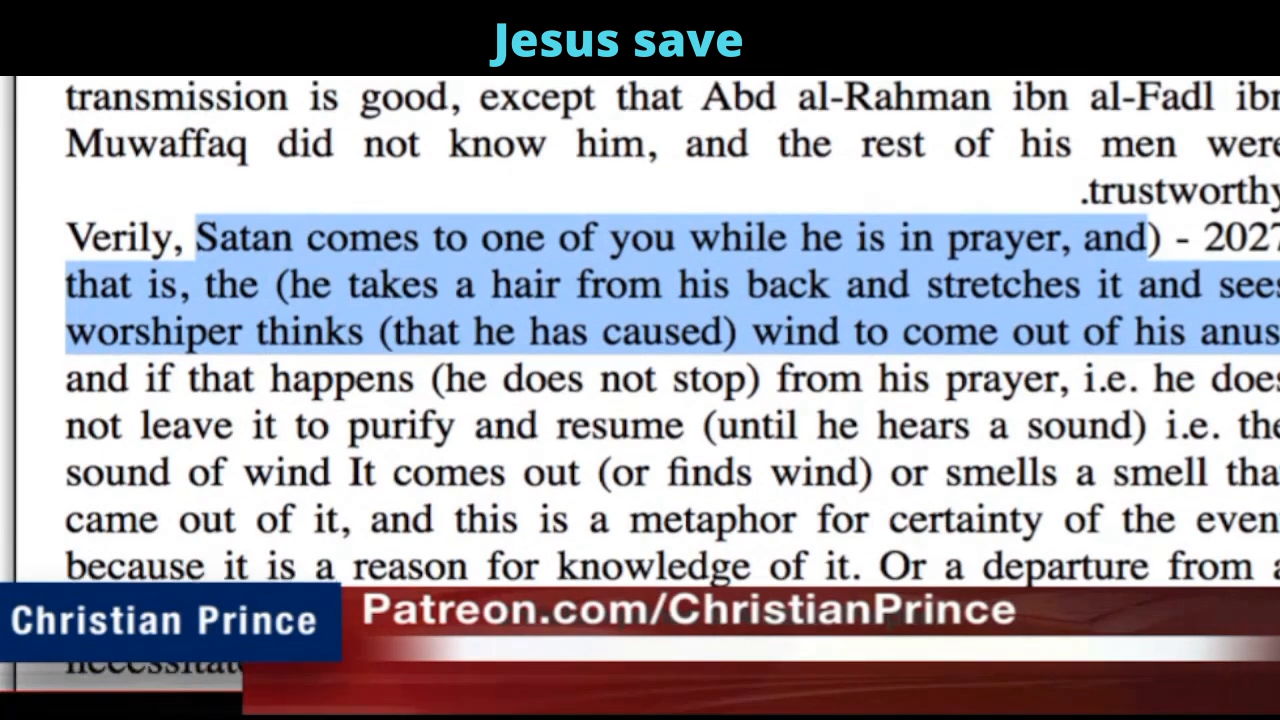 Jesus save
transmission is good, except that Abd al-Rahman ibn al-Fadl ibn
Muwaffaq did not know him, and the rest of his men were
.trustworthy
Verily, Satan comes to one of you while he is in prayer, and) - 2027
that is, the (he takes a hair from his back and stretches it and sees
worshiper thinks (that he has caused) wind to come out of his anus
and if that happens (he does not stop) from his prayer, i.e. he does
not leave it to purify and resume (until he hears a sound) i.e. the
sound of wind It comes out (or finds wind) or smells a smell tha
came out of it, and this is a metaphor for certainty of the even
because it is a reason for knowledge of it. Or a departure from a
Christian Prince
Patreon.com/ChristianPrince